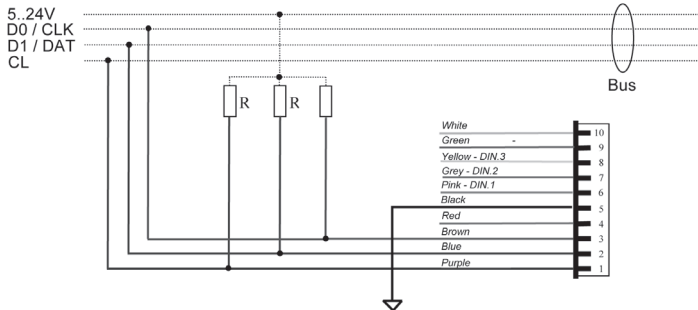 5..24V
D0 / CLK
D1 / DAT
CL
Bus
R
R
White
10
Green -
9
Yellow - DIN.3
8
Grey - DIN.2
7
Pink - DIN.1
6
Black
5
Red
4
Brown
3
Blue
2
Purple
1